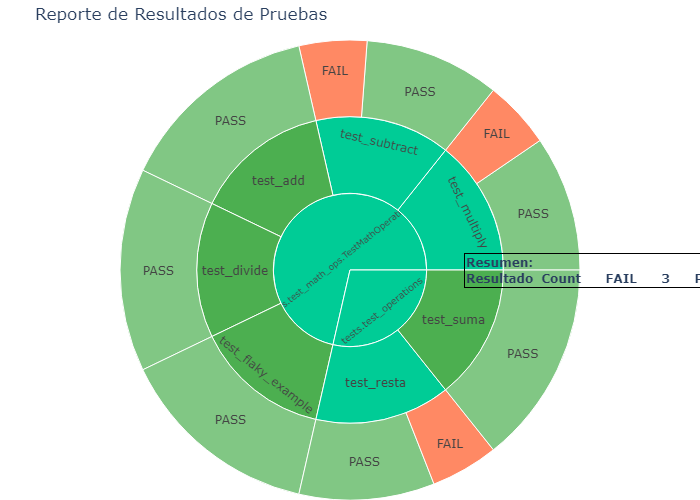 Reporte de Resultados de Pruebas
FAIL
PASS
PASS
FAIL
test_subtract
test_add
test_multiply
PASS
s.test_math_ops.TestMathOperati
PASS
test_divide
Resumen:
Resultado Count FAIL 3
tests.test_operations
test_suma
PASS
test_flaky_example
test_resta
PASS
FAIL
PASS